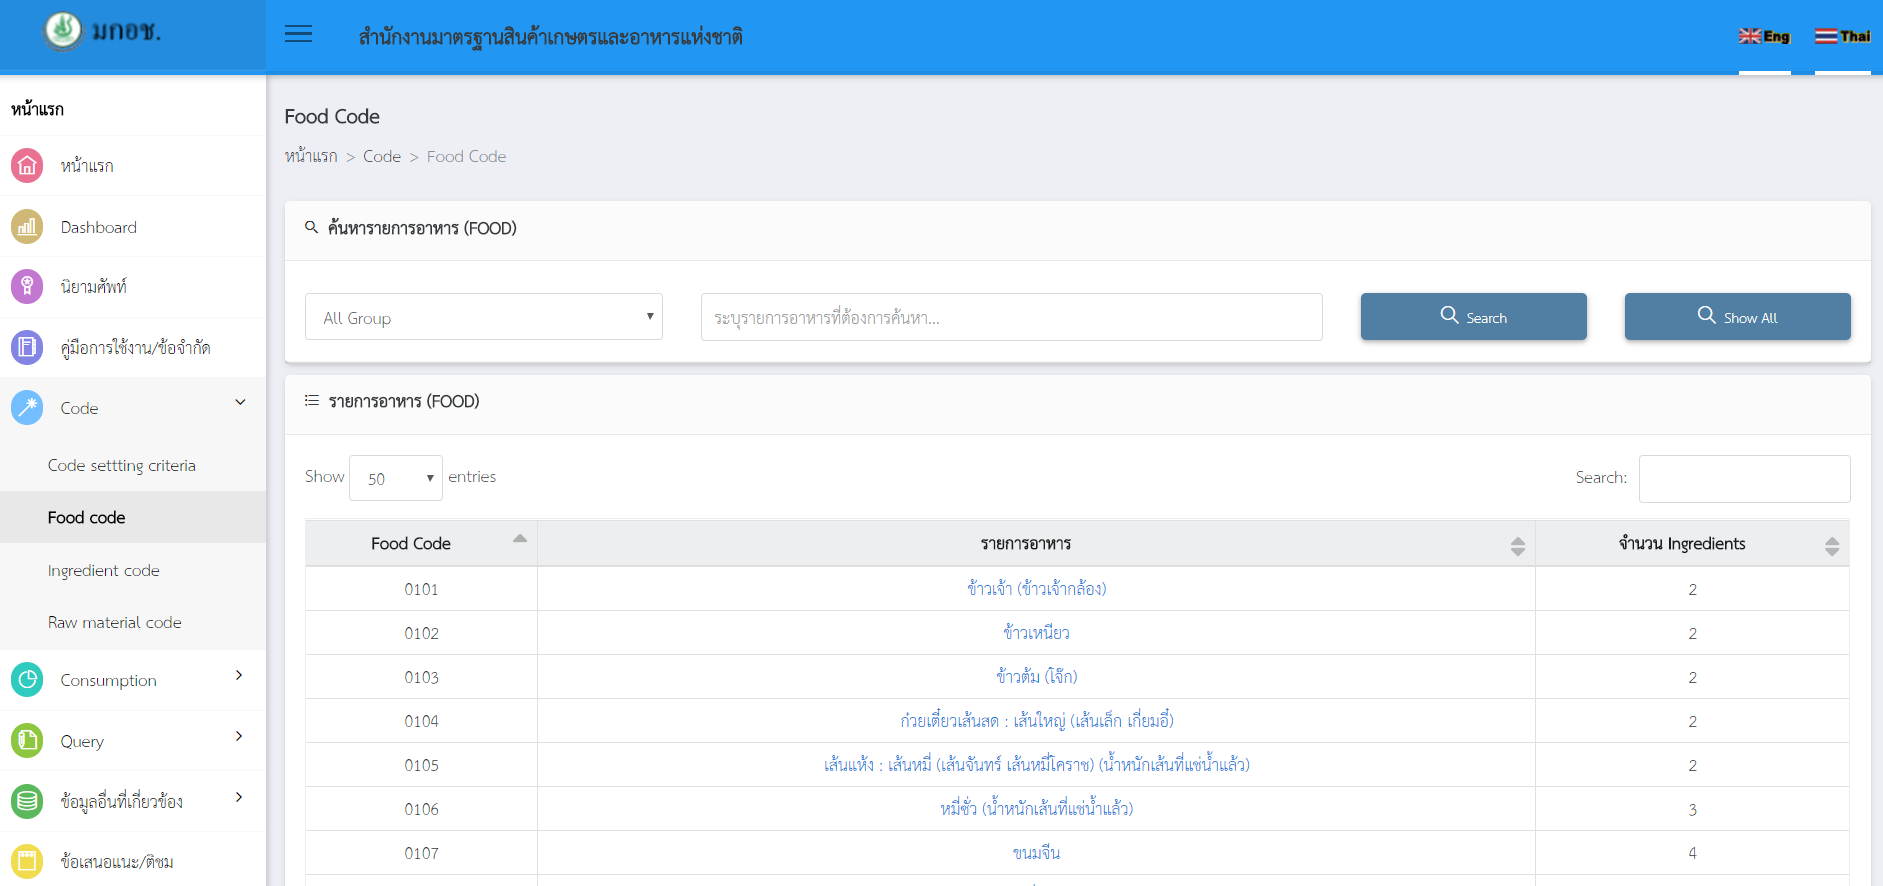 มกอช.
สำนักงานมาตรฐานสินค้าเกษตรและอาหารแห่งชาติ
Eng
Thai
หน้าแรก
หน้าแรก
Dashboard
นิยามศัพท์
คู่มือการใช้งาน/ข้อจำกัด
Code
Code settting criteria
Food code
Ingredient code
Raw material code
Consumption
Query
ข้อมูลอื่นที่เกี่ยวข้อง
ข้อเสนอแนะ/ติชม
Food Code
หน้าแรก > Code > Food Code
ค้นหารายการอาหาร (FOOD)
All Group
ระบุรายการอาหารที่ต้องการค้นหา...
Search
Show All
รายการอาหาร (FOOD)
Show 50 entries
Search:
Food Code รายการอาหาร จำนวน Ingredients
0101 ข้าวเจ้า (ข้าวเจ้ากล้อง) 2
0102 ข้าวเหนียว 2
0103 ข้าวต้ม (โจ๊ก) 2
0104 ก๋วยเตี๋ยวเส้นสด : เส้นใหญ่ (เส้นเล็ก เกี่ยมอี๋) 2
0105 เส้นแห้ง : เส้นหมี่ (เส้นจันทร์ เส้นหมี่โคราช) (น้ำหนักเส้นที่แช่น้ำแล้ว) 2
0106 หมี่ซั่ว (น้ำหนักเส้นที่แช่น้ำแล้ว) 3
0107 ขนมจีน 4